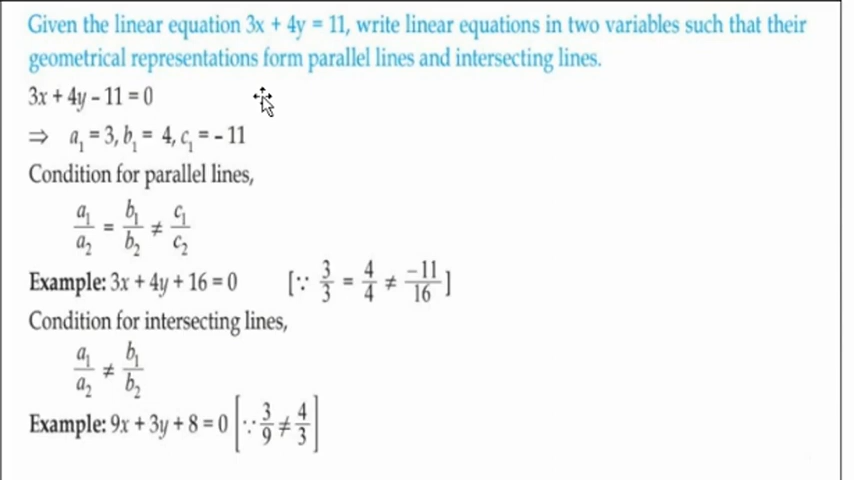 Given the linear equation 3x + 4y = 11, write linear equations in two variables such that their
geometrical representations form parallel lines and intersecting lines.
3x + 4y – 11 = 0
⇒ a₁ = 3, b₁ = 4, c₁ = – 11
Condition for parallel lines,
a₁/a₂ = b₁/b₂ ≠ c₁/c₂
Example: 3x + 4y + 16 = 0 [∵ 3/3 = 4/4 ≠ –11/16]
Condition for intersecting lines,
a₁/a₂ ≠ b₁/b₂
Example: 9x + 3y + 8 = 0 [∵ 3/9 ≠ 4/3]